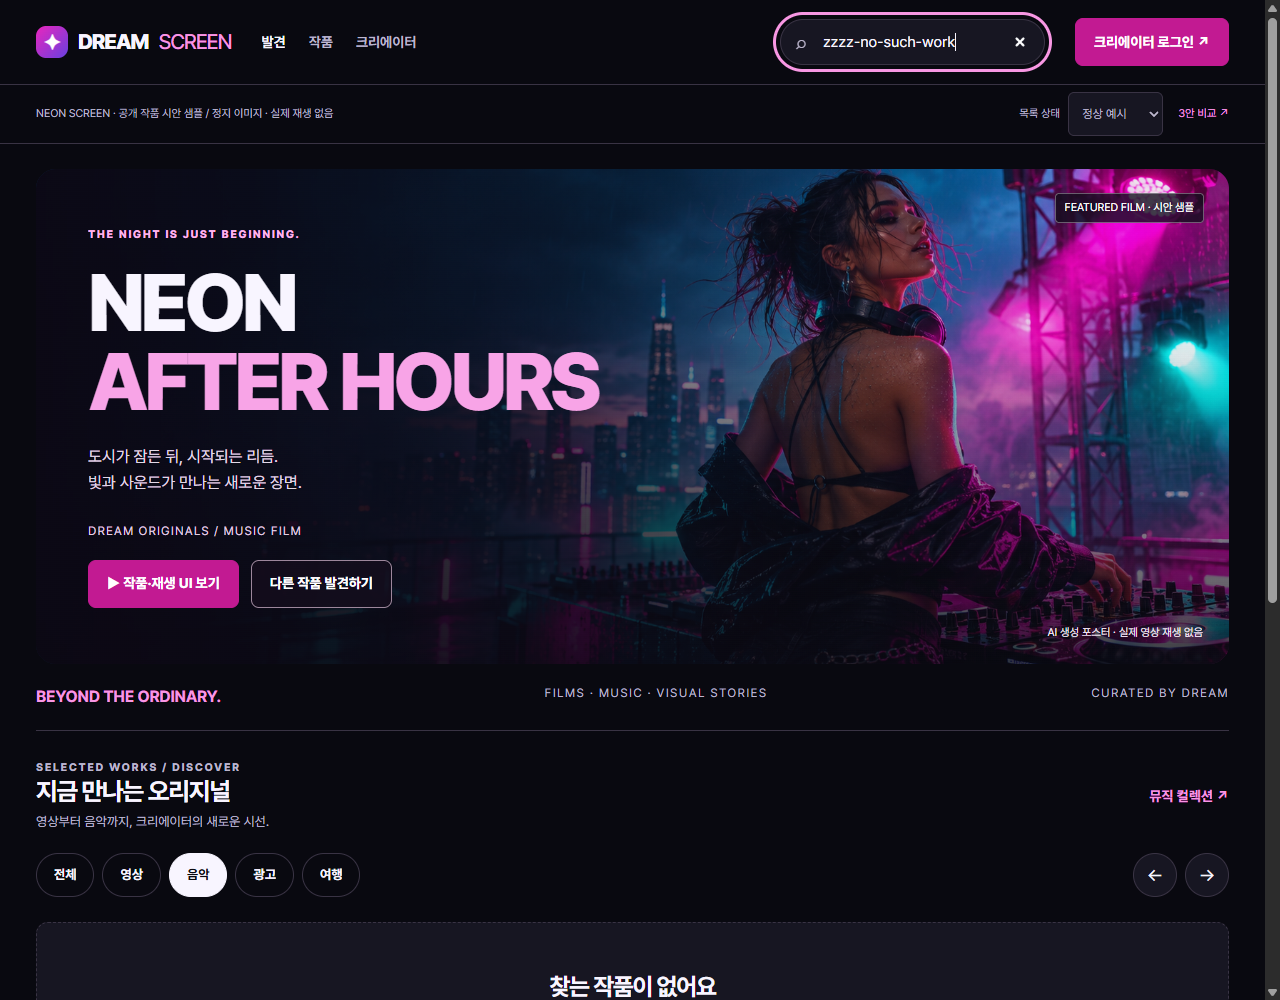 DREAM SCREEN
발견
작품
크리에이터
zzzz-no-such-work
크리에이터 로그인 ↗
NEON SCREEN · 공개 작품 시안 샘플 / 정지 이미지 · 실제 재생 없음
목록 상태
정상 예시
3안 비교 ↗
FEATURED FILM · 시안 샘플
THE NIGHT IS JUST BEGINNING.
NEON
AFTER HOURS
도시가 잠든 뒤, 시작되는 리듬.
빛과 사운드가 만나는 새로운 장면.
DREAM ORIGINALS / MUSIC FILM
▶ 작품·재생 UI 보기
다른 작품 발견하기
AI 생성 포스터 · 실제 영상 재생 없음
BEYOND THE ORDINARY.
FILMS · MUSIC · VISUAL STORIES
CURATED BY DREAM
SELECTED WORKS / DISCOVER
지금 만나는 오리지널
영상부터 음악까지, 크리에이터의 새로운 시선.
뮤직 컬렉션 ↗
전체
영상
음악
광고
여행
찾는 작품이 없어요